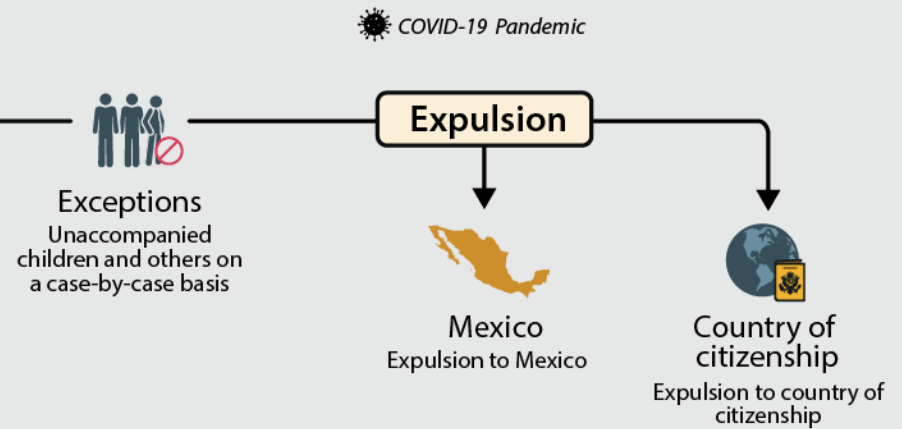 COVID-19 Pandemic
Expulsion
Exceptions
Unaccompanied
children and others on
a case-by-case basis
Mexico
Expulsion to Mexico
Country of
citizenship
Expulsion to country of
citizenship